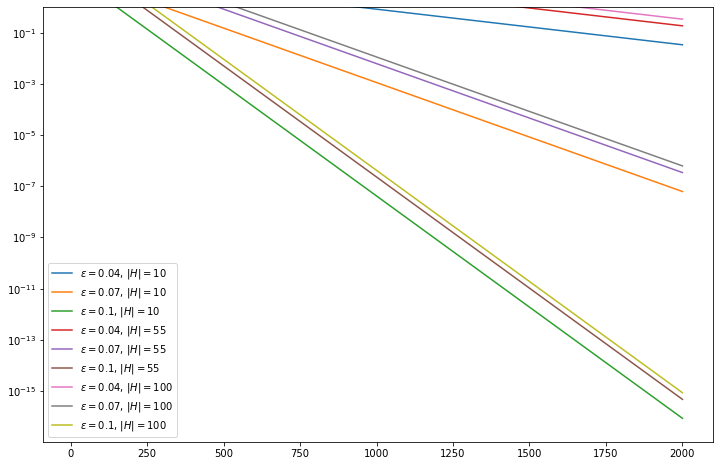 10⁻¹
10⁻³
10⁻⁵
10⁻⁷
10⁻⁹
10⁻¹¹
10⁻¹³
10⁻¹⁵
ε = 0.04, |H| = 10
ε = 0.07, |H| = 10
ε = 0.1, |H| = 10
ε = 0.04, |H| = 55
ε = 0.07, |H| = 55
ε = 0.1, |H| = 55
ε = 0.04, |H| = 100
ε = 0.07, |H| = 100
ε = 0.1, |H| = 100
0 250 500 750 1000 1250 1500 1750 2000